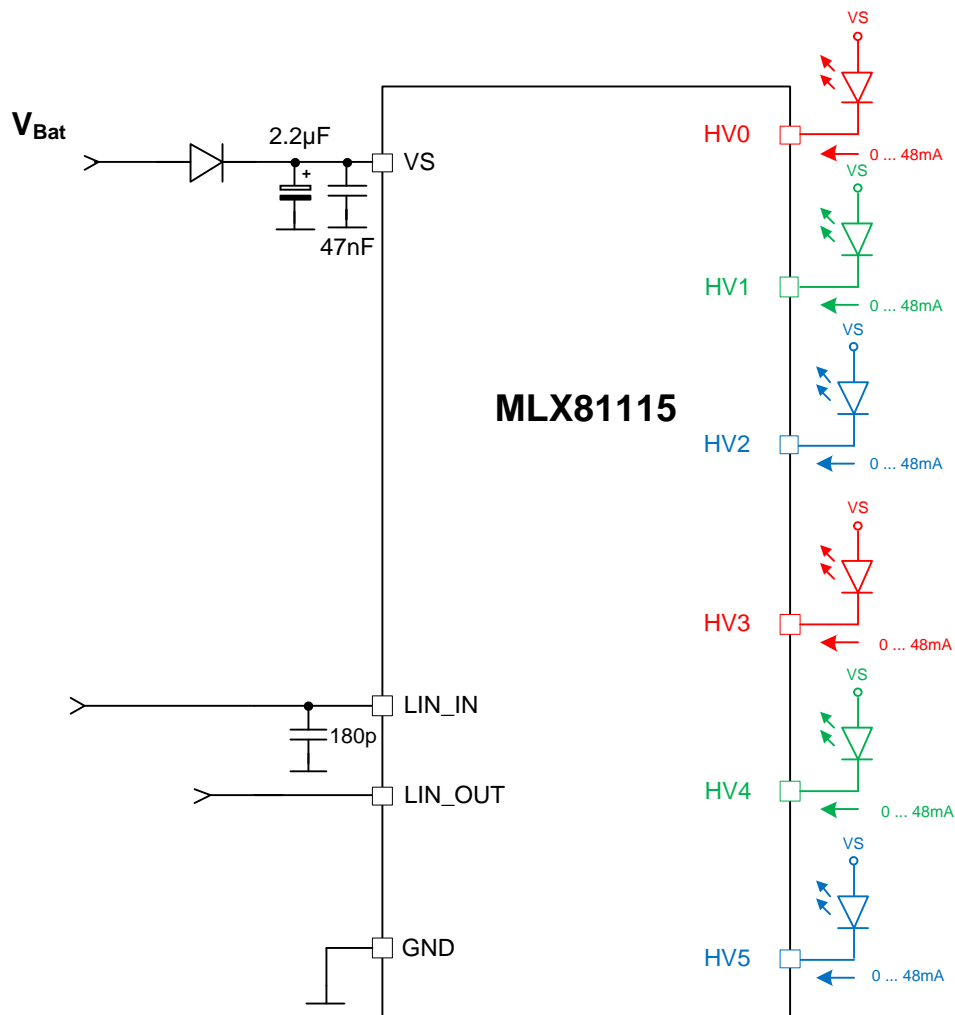 VS
V_Bat
2.2µF
HV0
+
VS
0 ... 48mA
VS
47nF
HV1
0 ... 48mA
VS
MLX81115
HV2
0 ... 48mA
VS
HV3
0 ... 48mA
VS
LIN_IN
180p
LIN_OUT
HV4
0 ... 48mA
VS
GND
HV5
0 ... 48mA